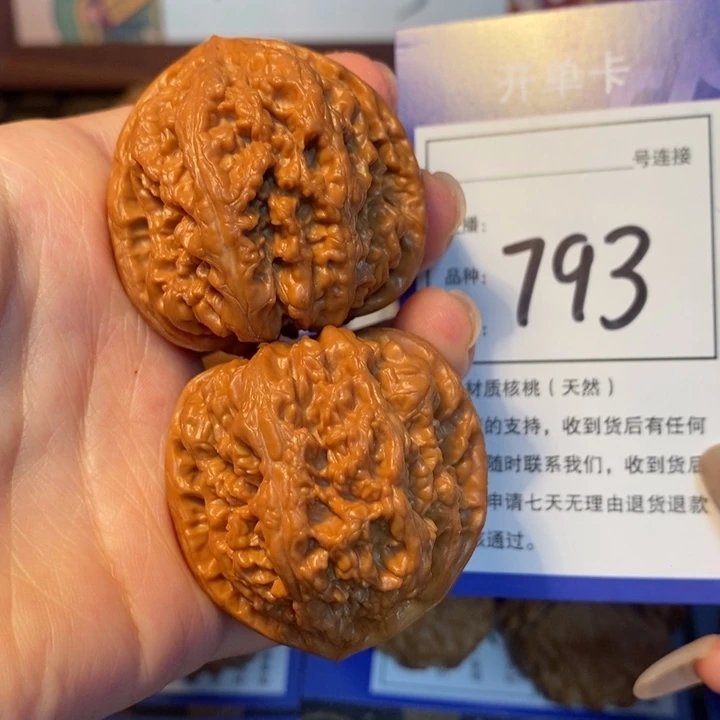 开单卡
号连接
播:
品种: 793
:
材质核桃(天然)
的支持，收到货后有任何
随时联系我们，收到货后
申请七天无理由退货退款
通过。